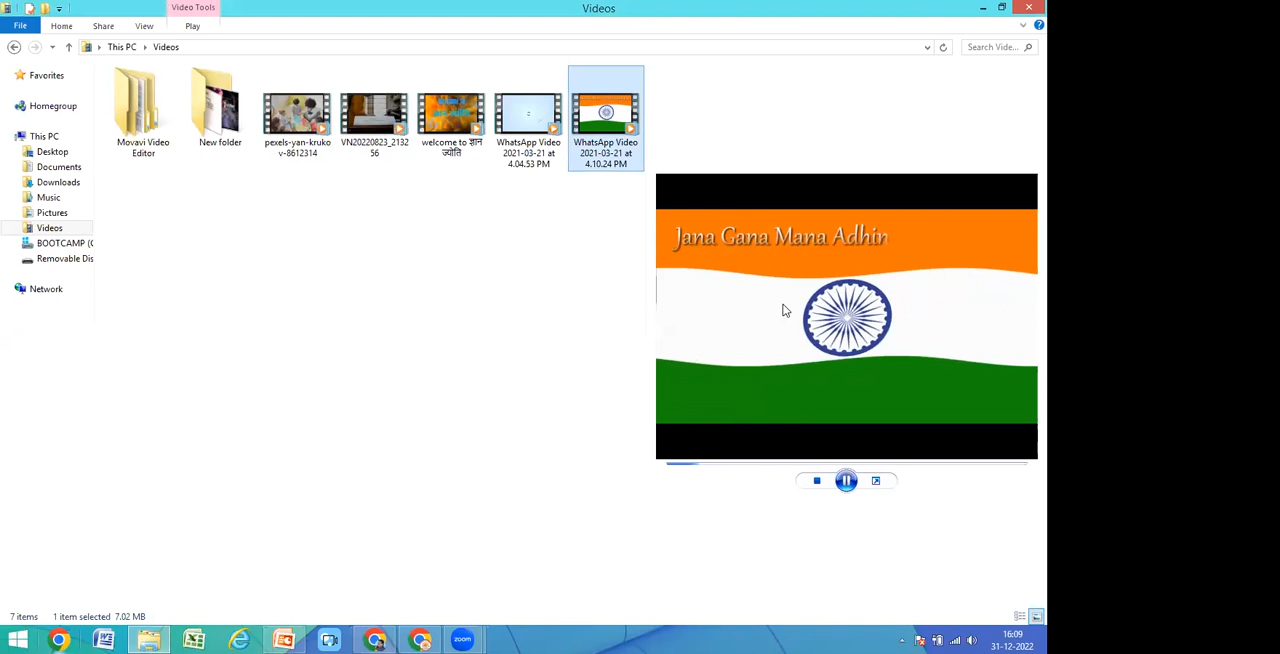 Video Tools
Videos
File
Home
Share
View
Play
This PC
Videos
Search Vide...
Favorites
Homegroup
This PC
Desktop
Documents
Downloads
Music
Pictures
Videos
BOOTCAMP (C
Removable Dis
Network
Movavi Video
Editor
New folder
pexels-yan-kruko
v-8612314
VN20220823_2132
56
welcome to ज्ञान
ज्योति
WhatsApp Video
2021-03-21 at
4.04.53 PM
WhatsApp Video
2021-03-21 at
4.10.24 PM
Jana Gana Mana Adhin
7 items
1 item selected 7.02 MB
zoom
16:09
31-12-2022